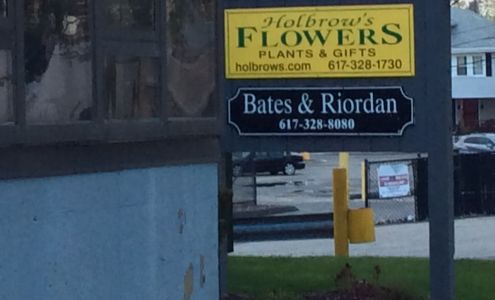 Holbrow's
FLOWERS
PLANTS & GIFTS
holbrows.com 617-328-1730
Bates & Riordan
617-328-8080